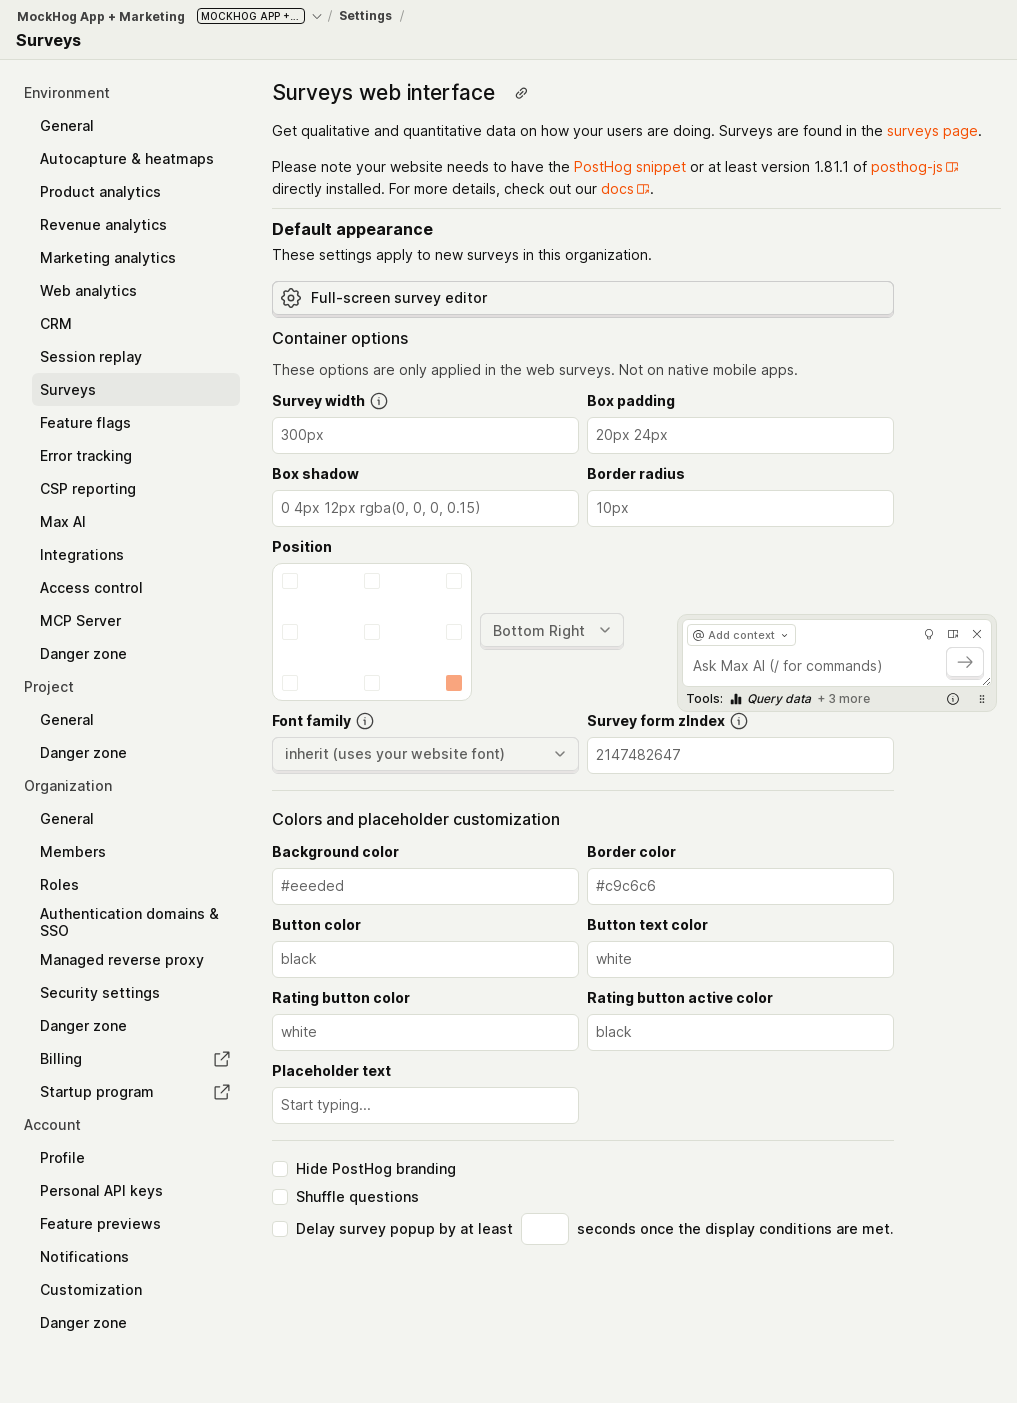 MockHog App + Marketing MOCKHOG APP +... / Settings /
Surveys
Environment
General
Autocapture & heatmaps
Product analytics
Revenue analytics
Marketing analytics
Web analytics
CRM
Session replay
Surveys
Feature flags
Error tracking
CSP reporting
Max AI
Integrations
Access control
MCP Server
Danger zone
Project
General
Danger zone
Organization
General
Members
Roles
Authentication domains &
SSO
Managed reverse proxy
Security settings
Danger zone
Billing
Startup program
Account
Profile
Personal API keys
Feature previews
Notifications
Customization
Danger zone
Surveys web interface
Get qualitative and quantitative data on how your users are doing. Surveys are found in the surveys page.
Please note your website needs to have the PostHog snippet or at least version 1.81.1 of posthog-js
directly installed. For more details, check out our docs.
Default appearance
These settings apply to new surveys in this organization.
Full-screen survey editor
Container options
These options are only applied in the web surveys. Not on native mobile apps.
Survey width Box padding
300px 20px 24px
Box shadow Border radius
0 4px 12px rgba(0, 0, 0, 0.15) 10px
Position
Bottom Right
@ Add context
Ask Max AI (/ for commands)
Tools: Query data + 3 more
Font family Survey form zIndex
inherit (uses your website font) 2147482647
Colors and placeholder customization
Background color Border color
#eeeded #c9c6c6
Button color Button text color
black white
Rating button color Rating button active color
white black
Placeholder text
Start typing...
Hide PostHog branding
Shuffle questions
Delay survey popup by at least seconds once the display conditions are met.